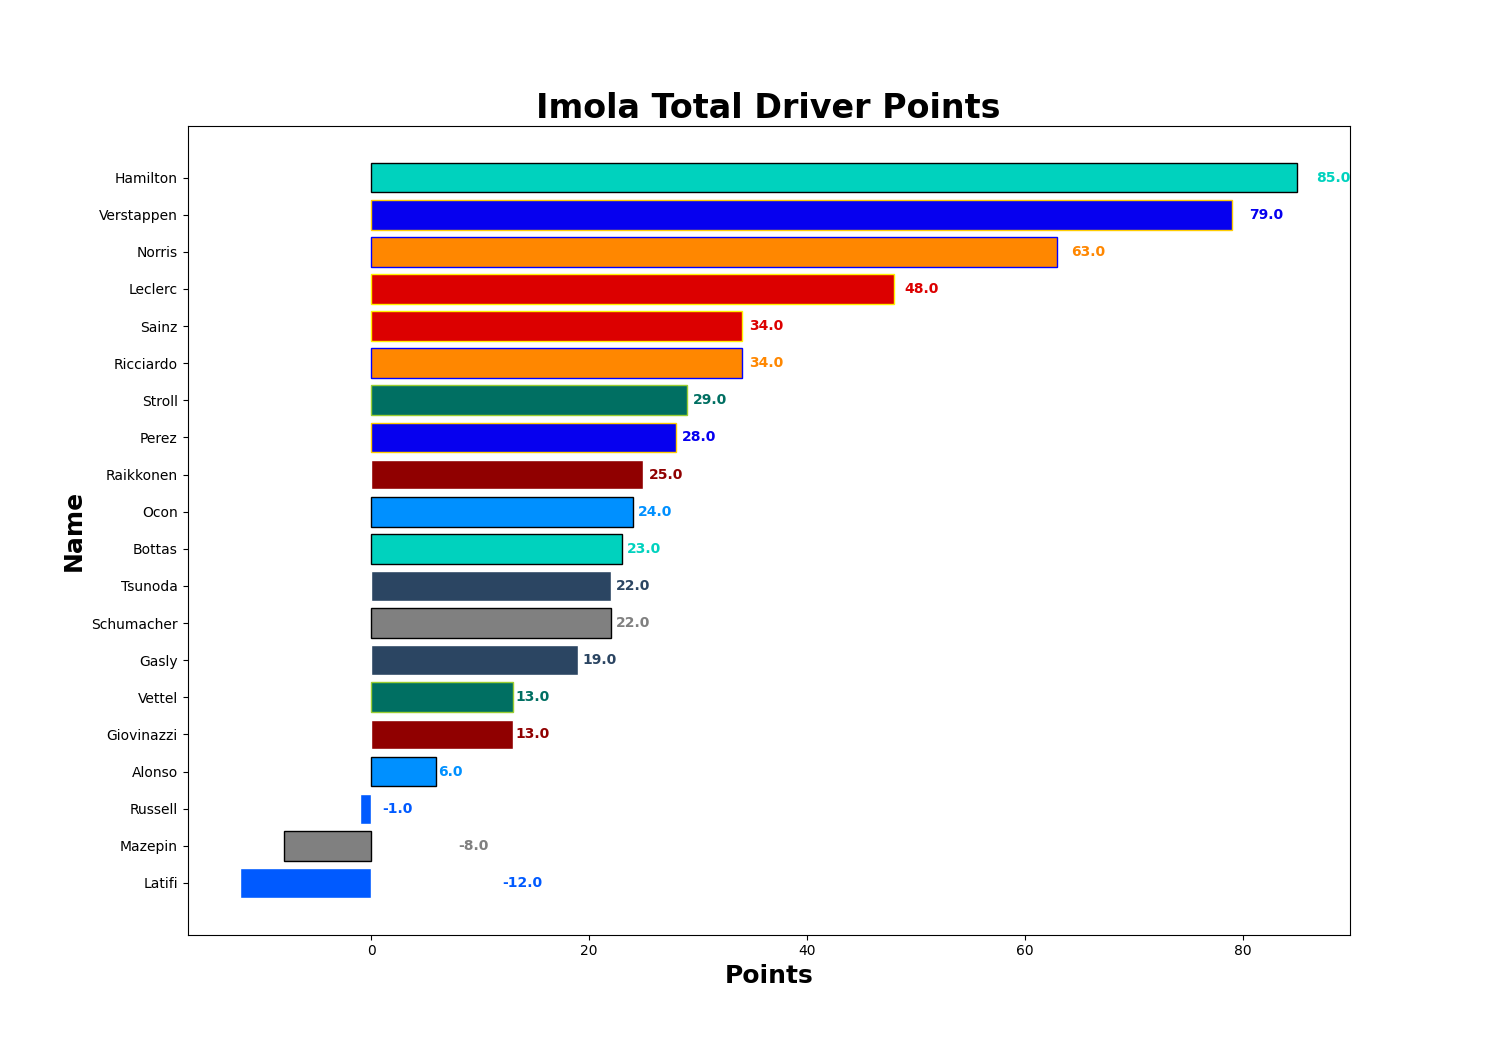 Imola Total Driver Points
Hamilton 85.0
Verstappen 79.0
Norris 63.0
Leclerc 48.0
Sainz 34.0
Ricciardo 34.0
Stroll 29.0
Perez 28.0
Raikkonen 25.0
Ocon 24.0
Bottas 23.0
Tsunoda 22.0
Schumacher 22.0
Gasly 19.0
Vettel 13.0
Giovinazzi 13.0
Alonso 6.0
Russell -1.0
Mazepin -8.0
Latifi -12.0
Name
0 20 40 60 80
Points